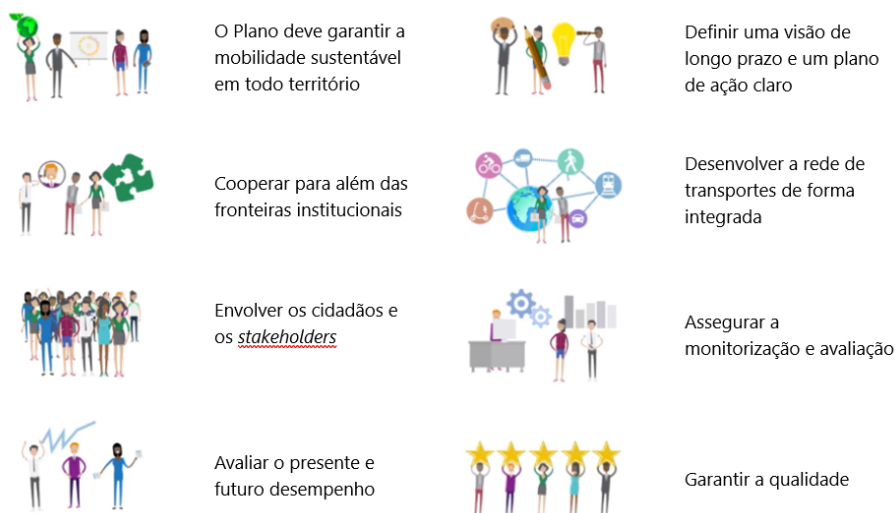 O Plano deve garantir a
mobilidade sustentável
em todo território
Cooperar para além das
fronteiras institucionais
Envolver os cidadãos e
os stakeholders
Avaliar o presente e
futuro desempenho
Definir uma visão de
longo prazo e um plano
de ação claro
Desenvolver a rede de
transportes de forma
integrada
Assegurar a
monitorização e avaliação
Garantir a qualidade